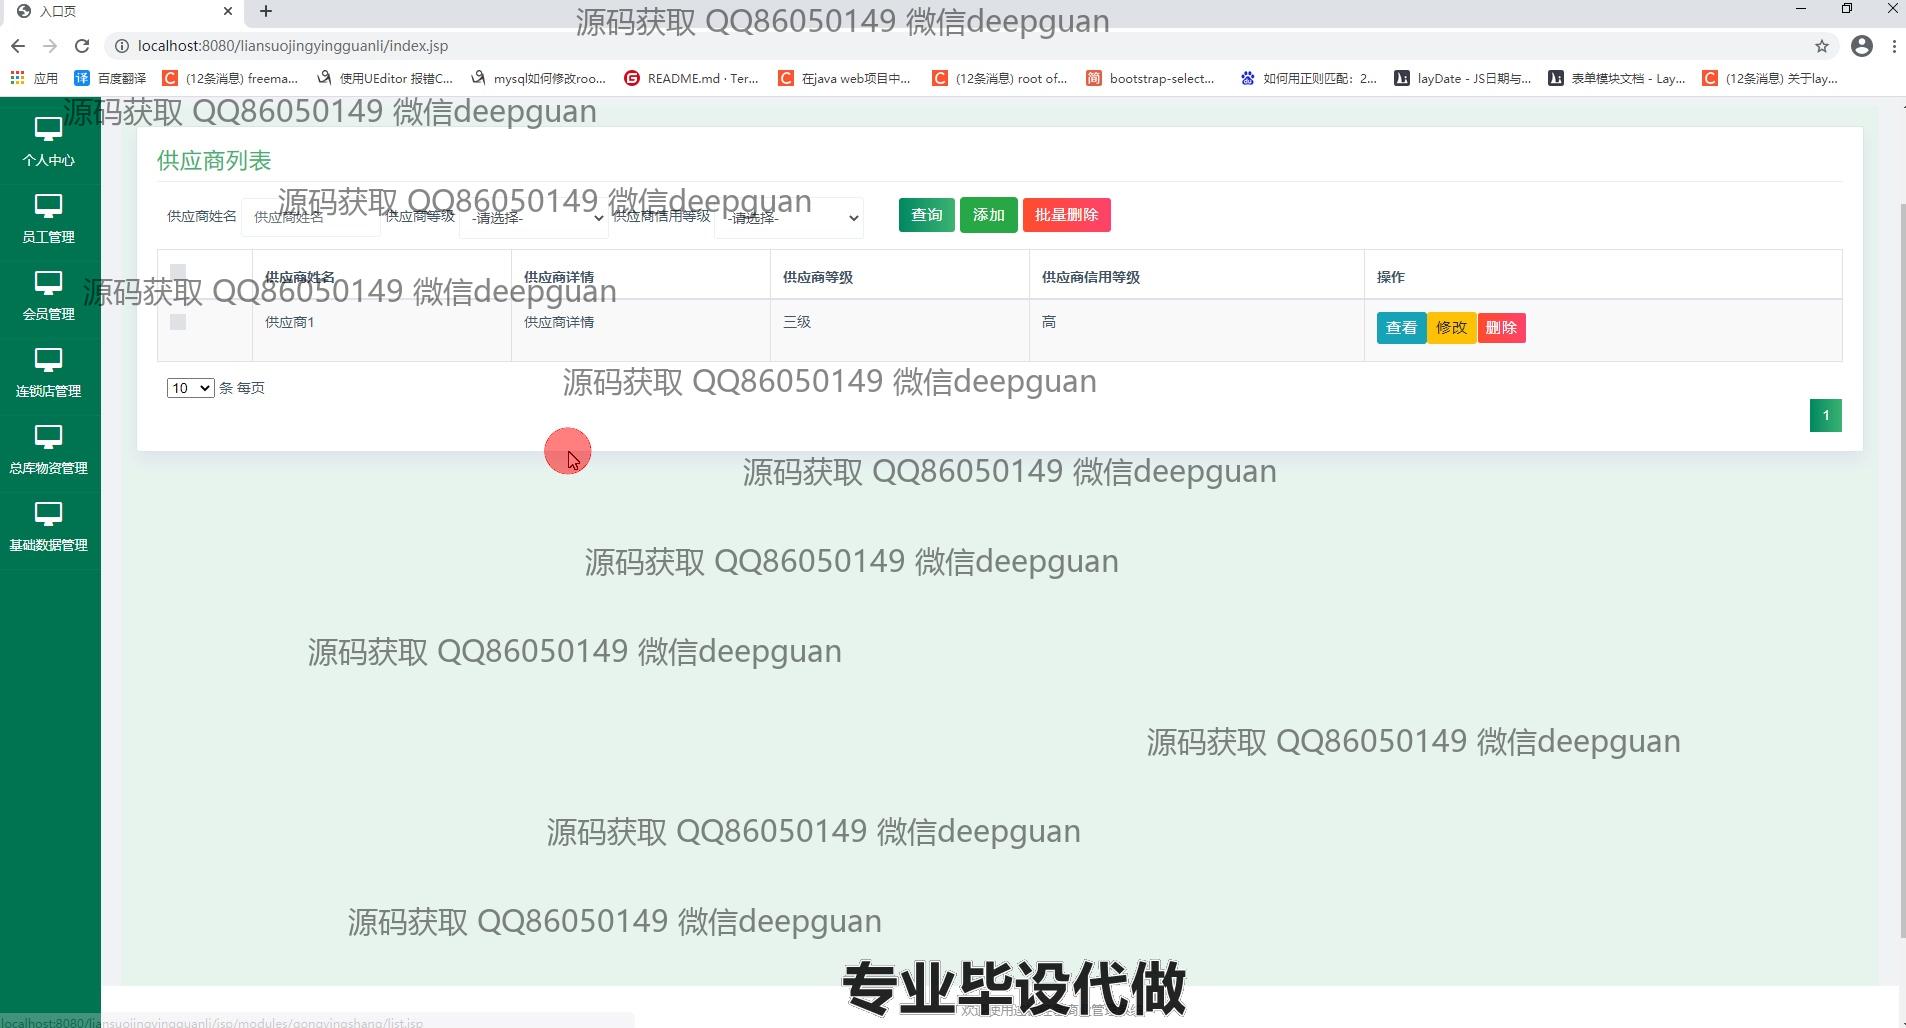 入口页
源码获取 QQ86050149 微信deepguan
localhost:8080/liansuojingyingguanli/index.jsp
应用 百度翻译 (12条消息) freema... 使用UEditor 报错C... mysql如何修改roo... README.md · Ter... 在java web项目中... (12条消息) root of... bootstrap-select... 如何用正则匹配：2... layDate - JS日期与... 表单模块文档 - Lay... (12条消息) 关于lay...
源码获取 QQ86050149 微信deepguan
个人中心
员工管理
会员管理
连锁店管理
总库物资管理
基础数据管理
供应商列表
源码获取 QQ86050149 微信deepguan
供应商姓名 供应商姓名 供应商等级 -请选择- 供应商信用等级 -请选择- 查询 添加 批量删除
供应商姓名 供应商详情 供应商等级 供应商信用等级 操作
源码获取 QQ86050149 微信deepguan
供应商1 供应商详情 三级 高 查看 修改 删除
10 条 每页
源码获取 QQ86050149 微信deepguan
1
源码获取 QQ86050149 微信deepguan
源码获取 QQ86050149 微信deepguan
源码获取 QQ86050149 微信deepguan
源码获取 QQ86050149 微信deepguan
源码获取 QQ86050149 微信deepguan
源码获取 QQ86050149 微信deepguan
专业毕设代做
localhost:8080/liansuojingyingguanli/jsp/modules/gongyingshang/list.jsp